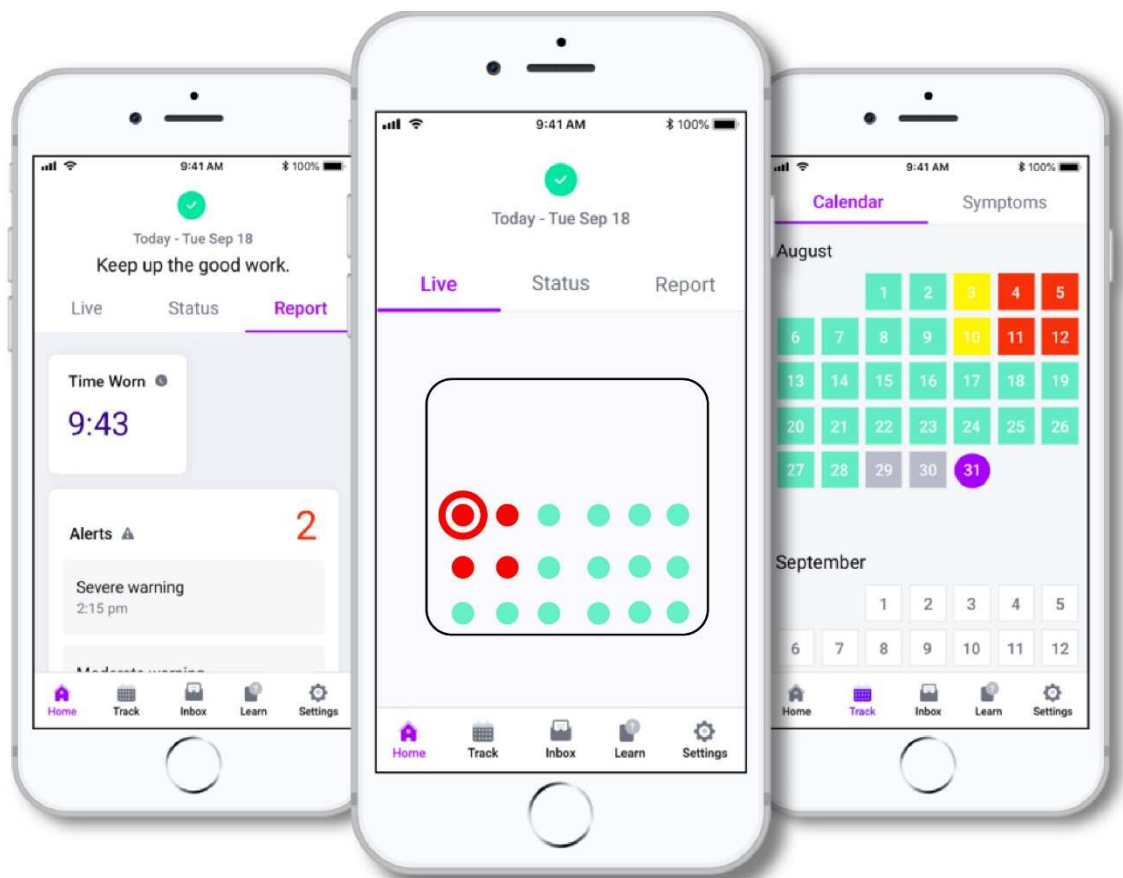 9:41 AM
100%
Today - Tue Sep 18
Keep up the good work.
Live Status Report
Time Worn
9:43
Alerts 2
Severe warning
2:15 pm
Moderate warning
Home Track Inbox Learn Settings
9:41 AM
100%
Today - Tue Sep 18
Live Status Report
Home Track Inbox Learn Settings
9:41 AM
100%
Calendar Symptoms
August
1 2 3 4 5
6 7 8 9 10 11 12
13 14 15 16 17 18 19
20 21 22 23 24 25 26
27 28 29 30 31
September
1 2 3 4 5
6 7 8 9 10 11 12
Home Track Inbox Learn Settings